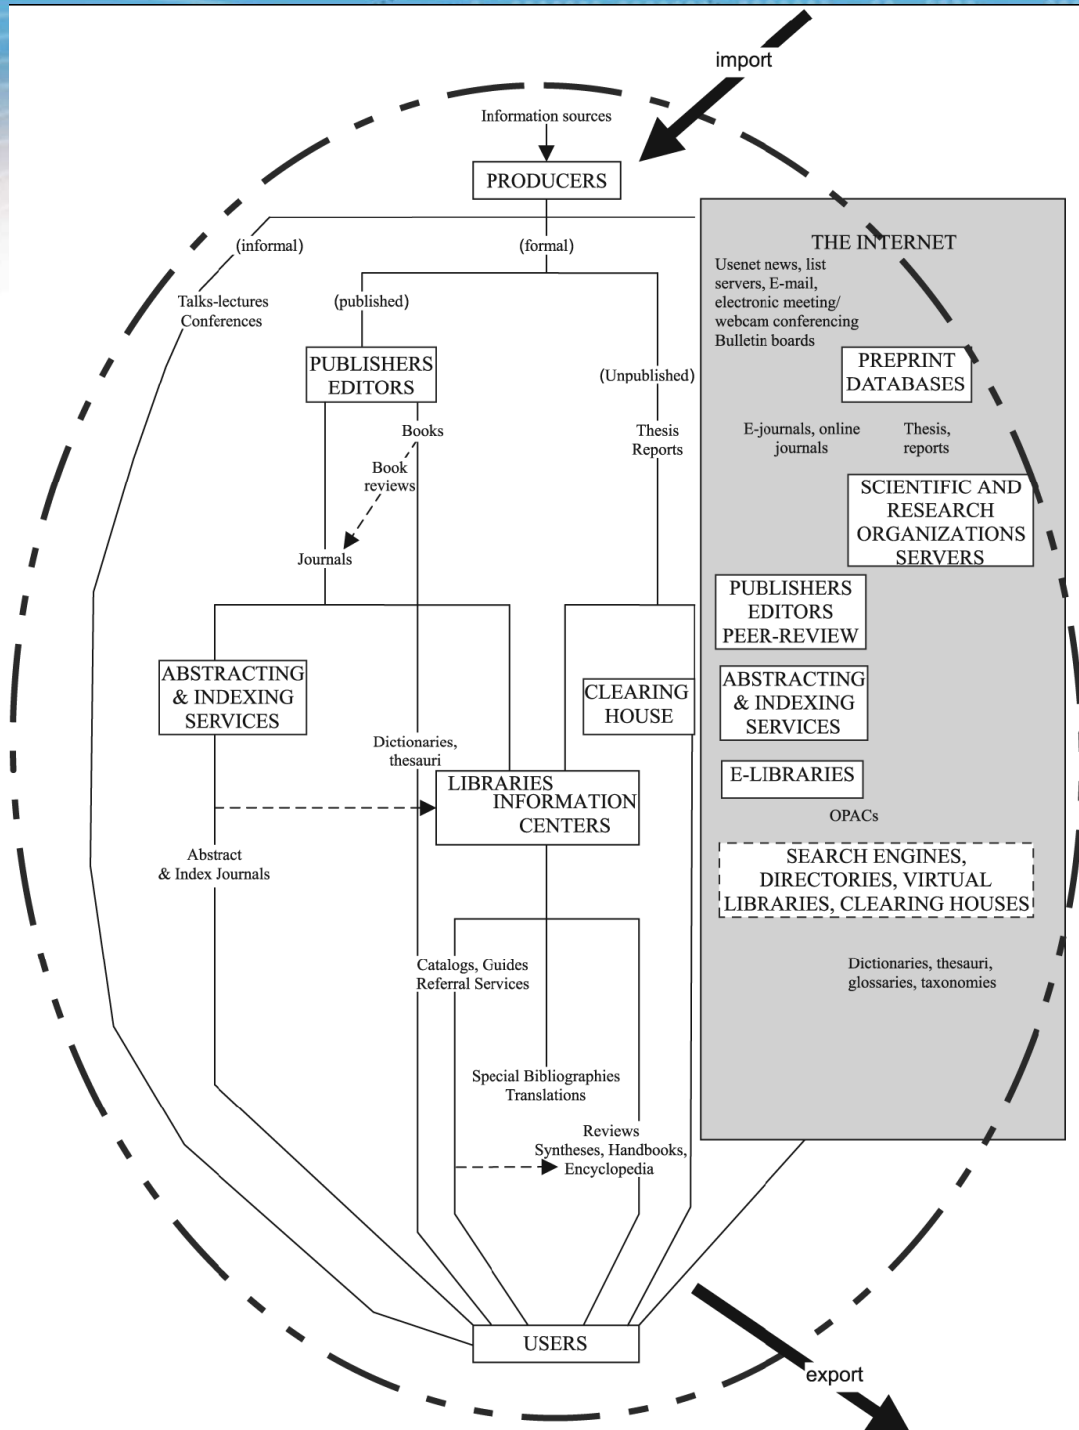 import
Information sources
PRODUCERS
(informal)
(formal)
Talks-lectures
Conferences
(published)
PUBLISHERS
EDITORS
(Unpublished)
Books
Thesis
Reports
Book
reviews
Journals
ABSTRACTING
& INDEXING
SERVICES
CLEARING
HOUSE
Dictionaries,
thesauri
LIBRARIES
INFORMATION
CENTERS
Abstract
& Index Journals
Catalogs, Guides
Referral Services
Special Bibliographies
Translations
Reviews
Syntheses, Handbooks,
Encyclopedia
USERS
THE INTERNET
Usenet news, list
servers, E-mail,
electronic meeting/
webcam conferencing
Bulletin boards
PREPRINT
DATABASES
E-journals, online
journals
Thesis,
reports
SCIENTIFIC AND
RESEARCH
ORGANIZATIONS
SERVERS
PUBLISHERS
EDITORS
PEER-REVIEW
ABSTRACTING
& INDEXING
SERVICES
E-LIBRARIES
OPACs
SEARCH ENGINES,
DIRECTORIES, VIRTUAL
LIBRARIES, CLEARING HOUSES
Dictionaries, thesauri,
glossaries, taxonomies
export